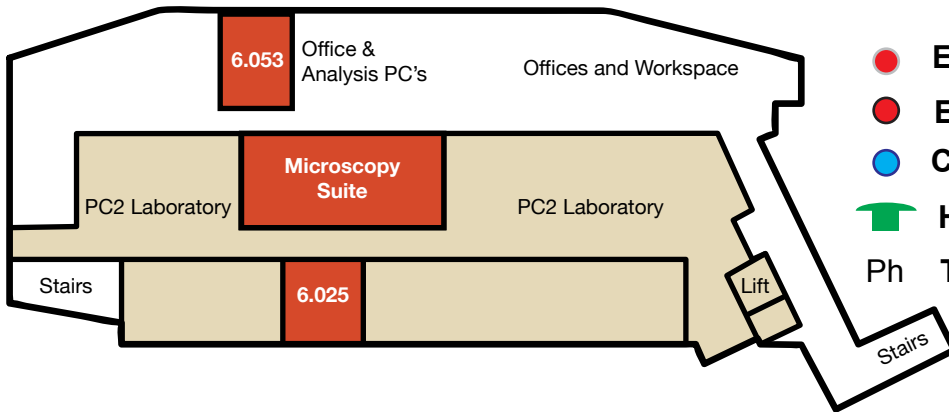 6.053
Office &
Analysis PC's
Offices and Workspace
Microscopy
Suite
PC2 Laboratory
PC2 Laboratory
Stairs
6.025
Lift
Stairs
E
E
C
H
Ph T